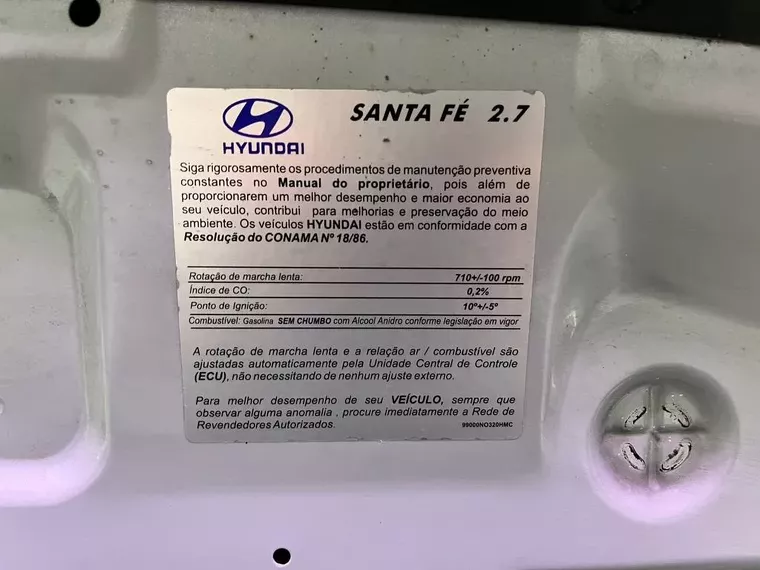 SANTA FÉ 2.7
HYUNDAI
Siga rigorosamente os procedimentos de manutenção preventiva
constantes no Manual do proprietário, pois além de
proporcionarem um melhor desempenho e maior economia ao
seu veículo, contribui para melhorias e preservação do meio
ambiente. Os veículos HYUNDAI estão em conformidade com a
Resolução do CONAMA Nº 18/86.
Rotação de marcha lenta: 710+/-100 rpm
Índice de CO: 0,2%
Ponto de Ignição: 10º+/-5º
Combustível: Gasolina SEM CHUMBO com Alcool Anidro conforme legislação em vigor
A rotação de marcha lenta e a relação ar / combustível são
ajustadas automaticamente pela Unidade Central de Controle
(ECU), não necessitando de nenhum ajuste externo.
Para melhor desempenho de seu VEÍCULO, sempre que
observar alguma anomalia , procure imediatamente a Rede de
Revendedores Autorizados.
99000NO320HMC